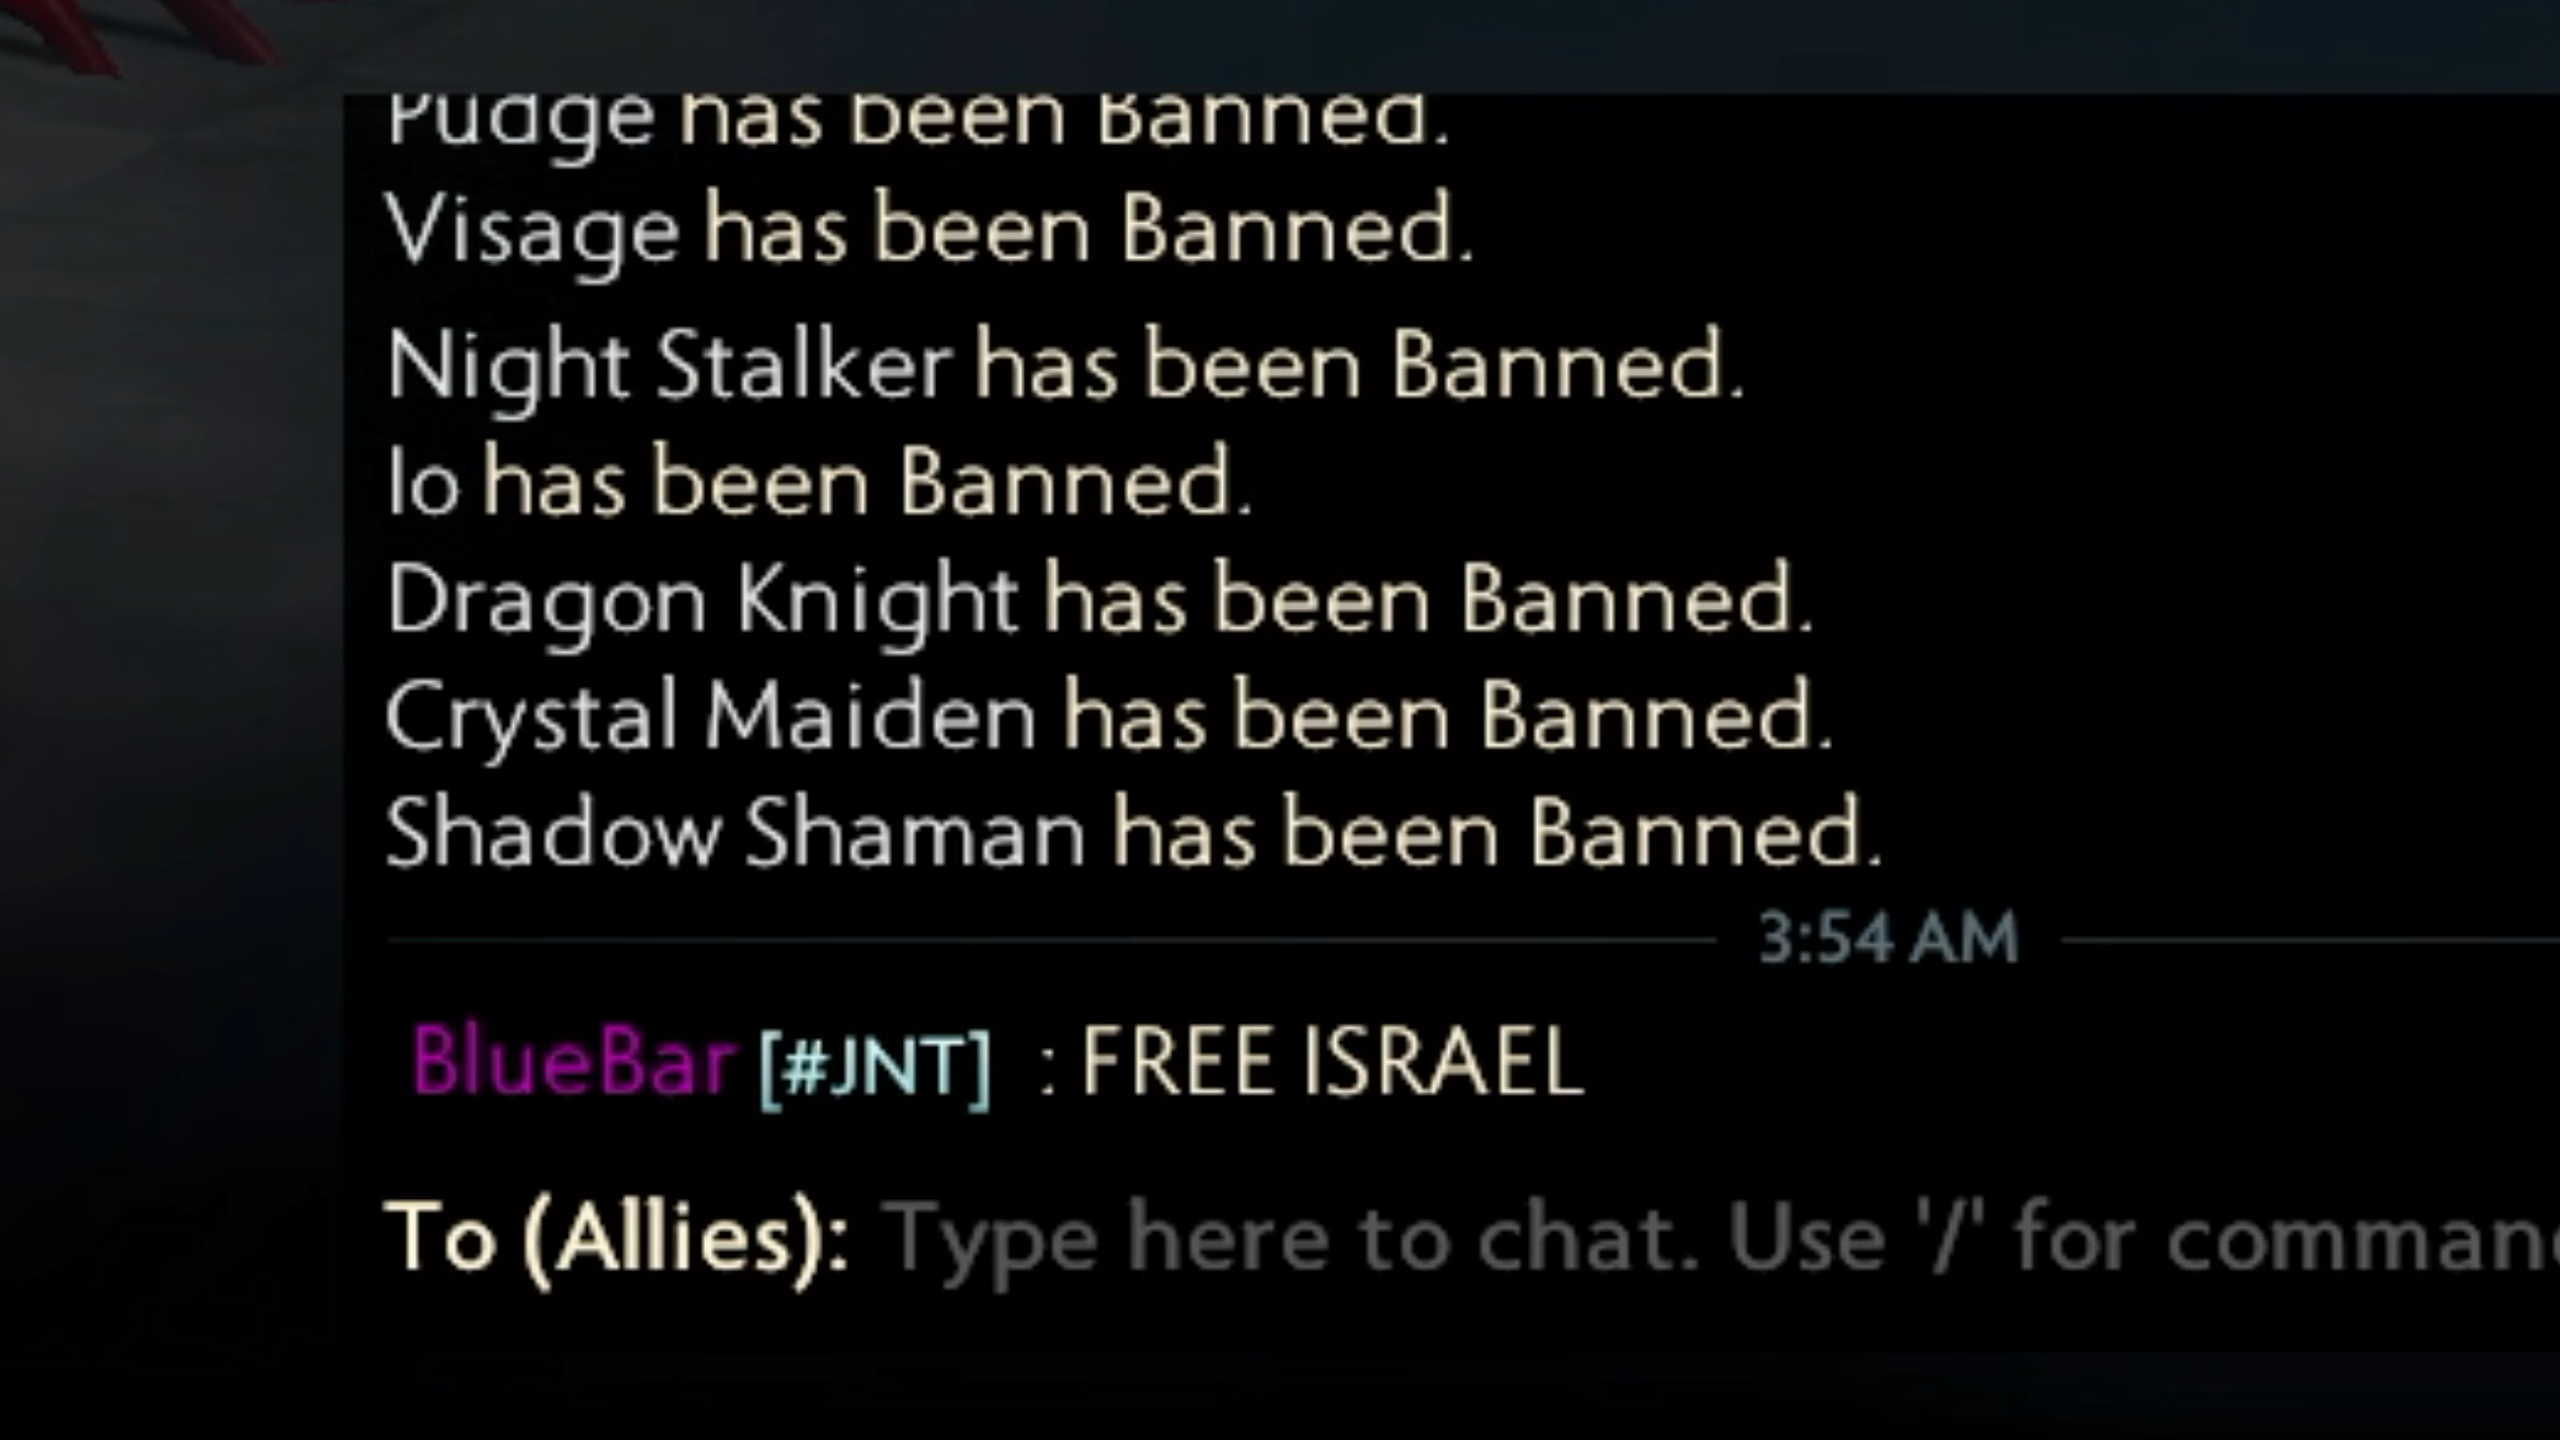 Pudge has been Banned.
Visage has been Banned.
Night Stalker has been Banned.
Io has been Banned.
Dragon Knight has been Banned.
Crystal Maiden has been Banned.
Shadow Shaman has been Banned.
3:54 AM
BlueBar [#JNT] : FREE ISRAEL
To (Allies): Type here to chat. Use '/' for